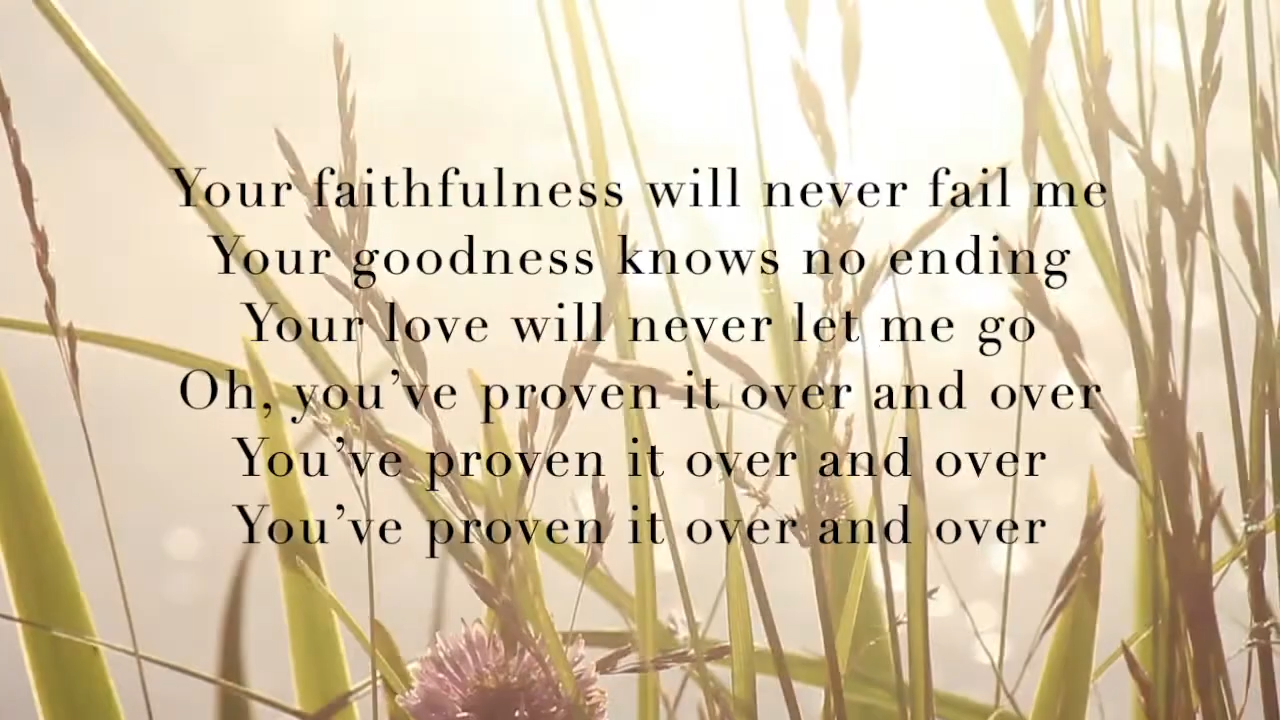 Your faithfulness will never fail me
Your goodness knows no ending
Your love will never let me go
Oh, you’ve proven it over and over
You’ve proven it over and over
You’ve proven it over and over